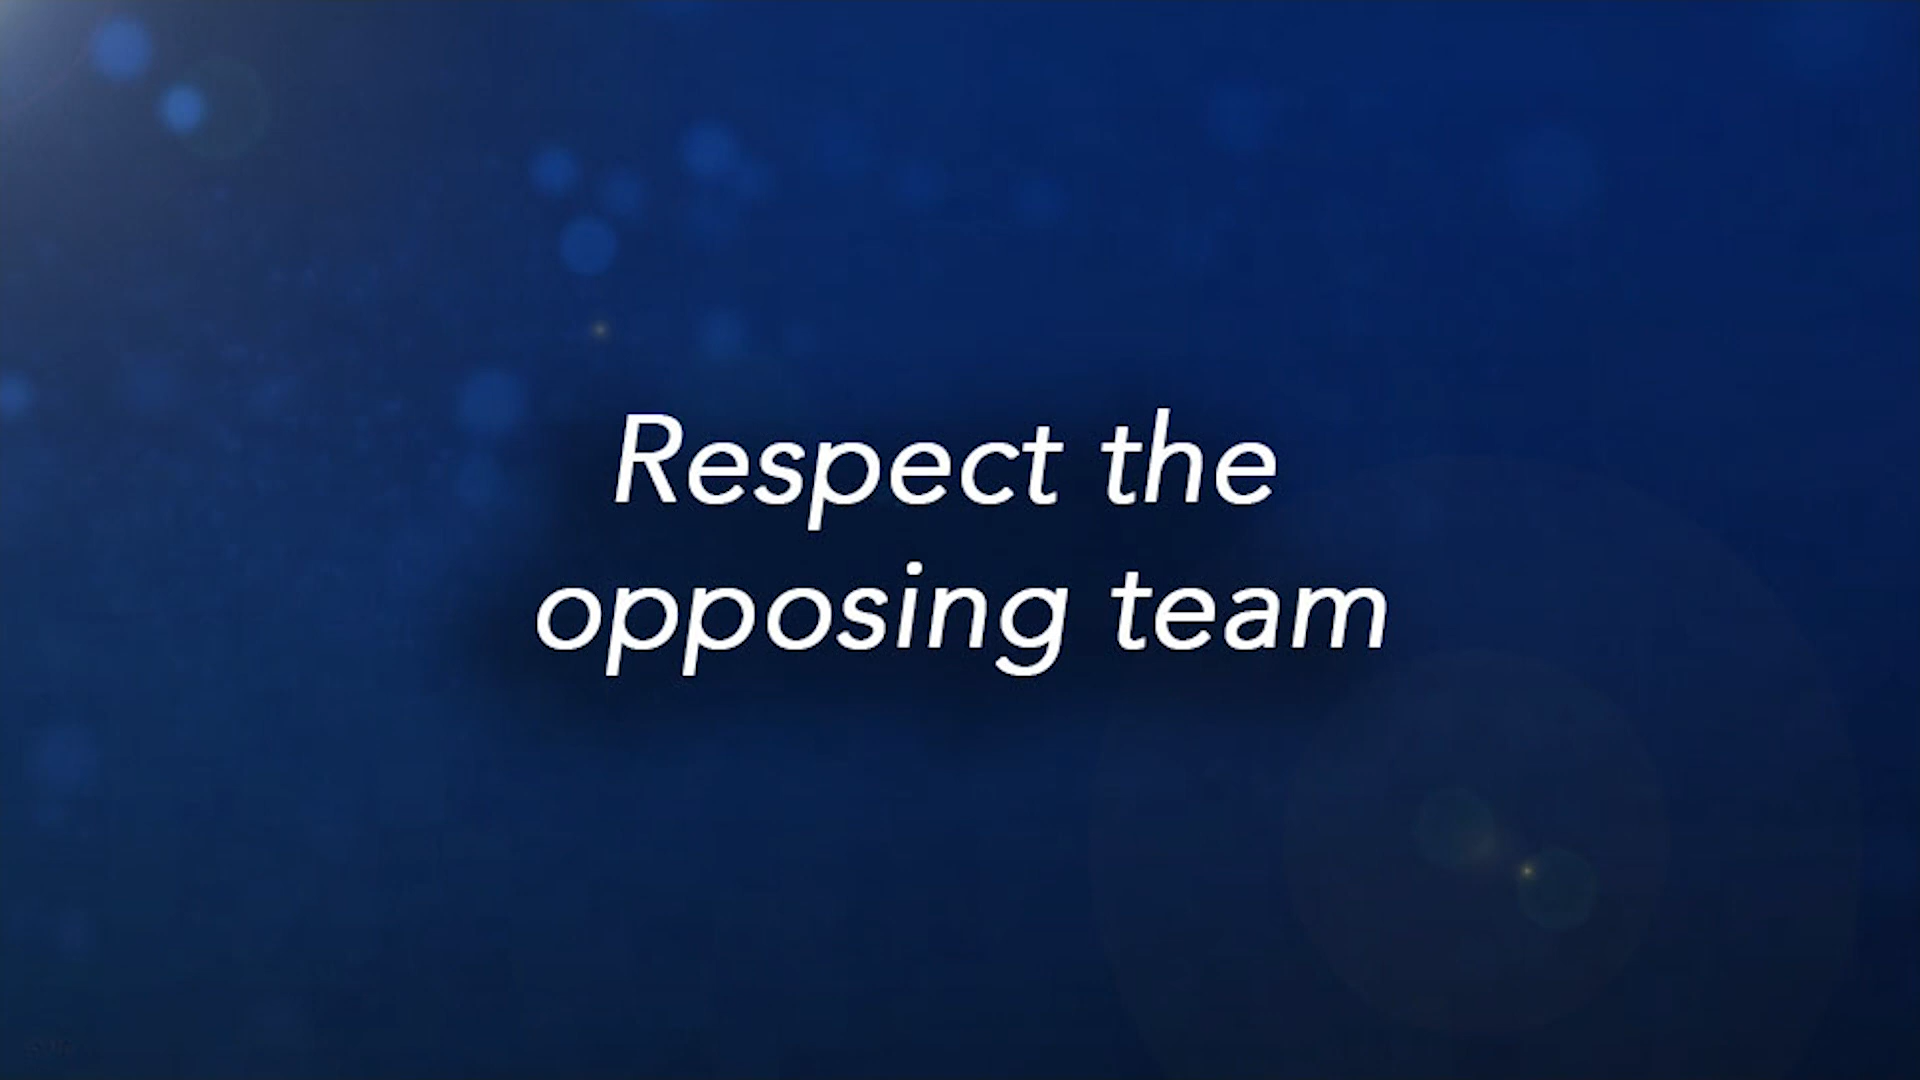 Respect the
opposing team